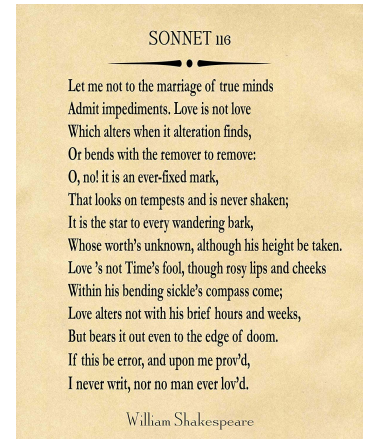 SONNET 116
Let me not to the marriage of true minds
Admit impediments. Love is not love
Which alters when it alteration finds,
Or bends with the remover to remove:
O, no! it is an ever-fixed mark,
That looks on tempests and is never shaken;
It is the star to every wandering bark,
Whose worth's unknown, although his height be taken.
Love 's not Time's fool, though rosy lips and cheeks
Within his bending sickle's compass come;
Love alters not with his brief hours and weeks,
But bears it out even to the edge of doom.
If this be error, and upon me prov'd,
I never writ, nor no man ever lov'd.
William Shakespeare